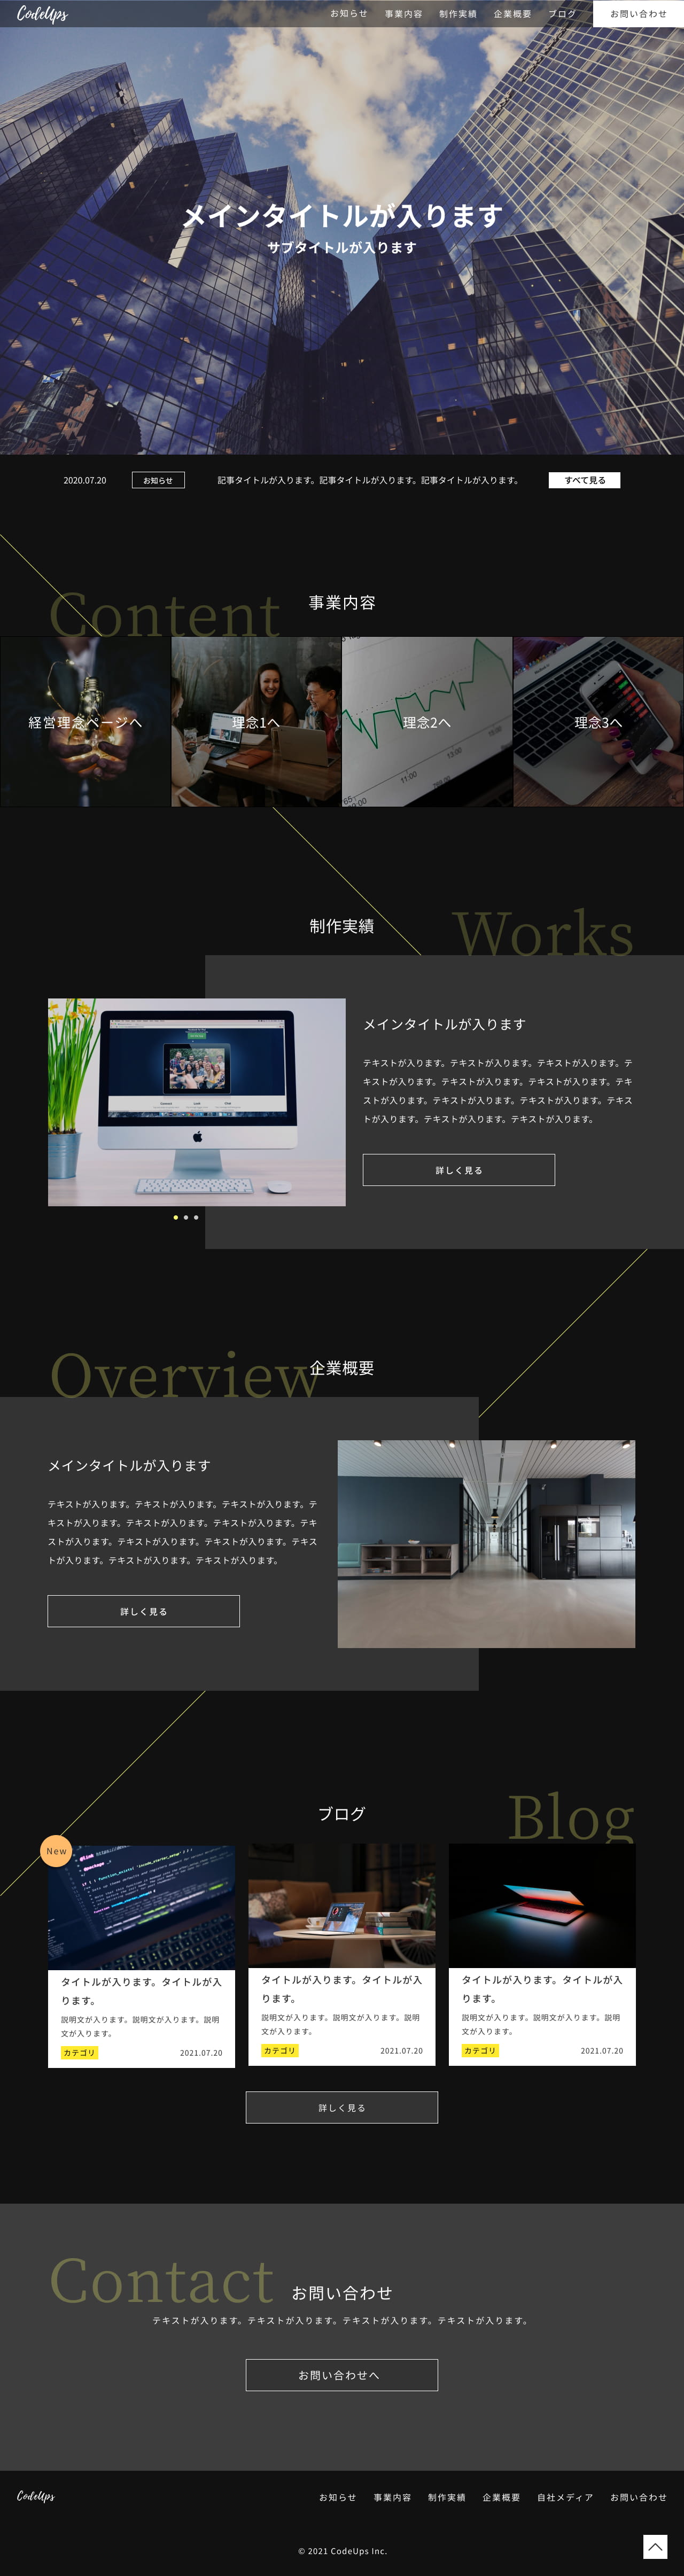 CodeUps
お知らせ
事業内容
制作実績
企業概要
ブログ
お問い合わせ
メインタイトルが入ります
サブタイトルが入ります
2020.07.20
お知らせ
記事タイトルが入ります。記事タイトルが入ります。記事タイトルが入ります。
すべて見る
Content
事業内容
経営理念ページへ
理念1へ
理念2へ
理念3へ
11:00
13:00
制作実績
Works
メインタイトルが入ります
テキストが入ります。テキストが入ります。テキストが入ります。テ
キストが入ります。テキストが入ります。テキストが入ります。テキ
ストが入ります。テキストが入ります。テキストが入ります。テキス
トが入ります。テキストが入ります。テキストが入ります。
詳しく見る
Overview
企業概要
メインタイトルが入ります
テキストが入ります。テキストが入ります。テキストが入ります。テ
キストが入ります。テキストが入ります。テキストが入ります。テキ
ストが入ります。テキストが入ります。テキストが入ります。テキス
トが入ります。テキストが入ります。テキストが入ります。
詳しく見る
ブログ
Blog
New
タイトルが入ります。タイトルが入
ります。
説明文が入ります。説明文が入ります。説明
文が入ります。
カテゴリ
2021.07.20
タイトルが入ります。タイトルが入
ります。
説明文が入ります。説明文が入ります。説明
文が入ります。
カテゴリ
2021.07.20
タイトルが入ります。タイトルが入
ります。
説明文が入ります。説明文が入ります。説明
文が入ります。
カテゴリ
2021.07.20
詳しく見る
Contact
お問い合わせ
テキストが入ります。テキストが入ります。テキストが入ります。テキストが入ります。
お問い合わせへ
CodeUps
お知らせ
事業内容
制作実績
企業概要
自社メディア
お問い合わせ
© 2021 CodeUps Inc.